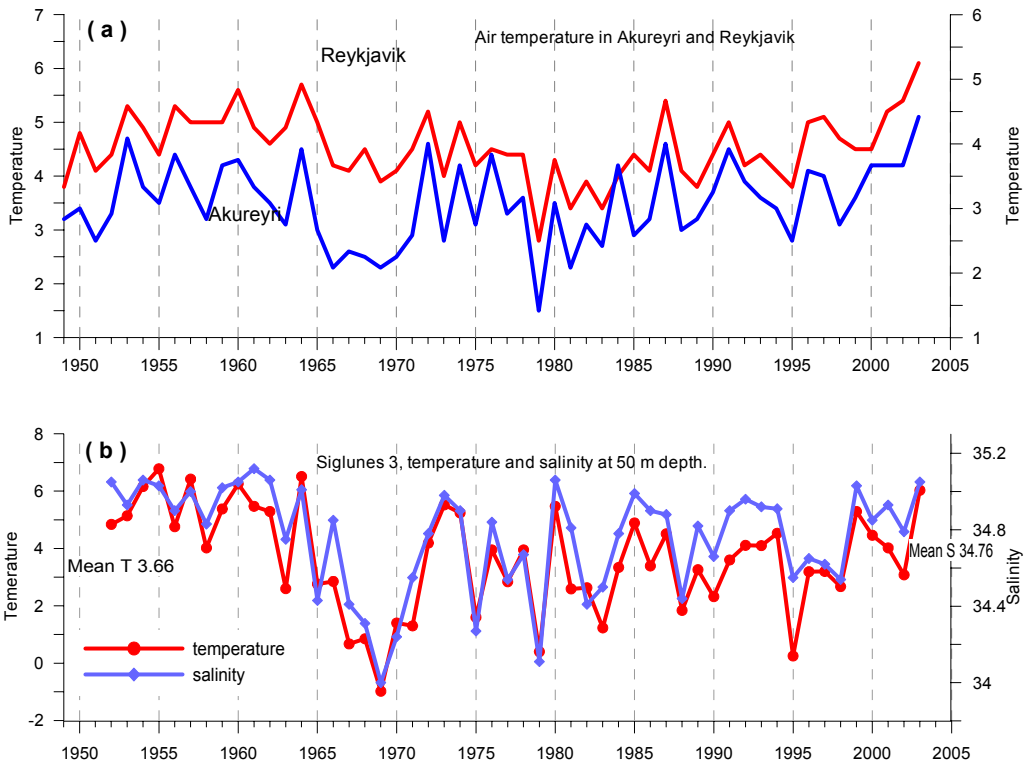 ( a )
Air temperature in Akureyri and Reykjavik
Reykjavik
Akureyri
Temperature
7
6
5
4
3
2
1
Temperature
6
5
4
3
2
1
1950 1955 1960 1965 1970 1975 1980 1985 1990 1995 2000 2005
( b )
Siglunes 3, temperature and salinity at 50 m depth.
Mean T 3.66
Mean S 34.76
Temerature
8
6
4
2
0
-2
Salinity
35.2
34.8
34.4
34
temperature
salinity
1950 1955 1960 1965 1970 1975 1980 1985 1990 1995 2000 2005